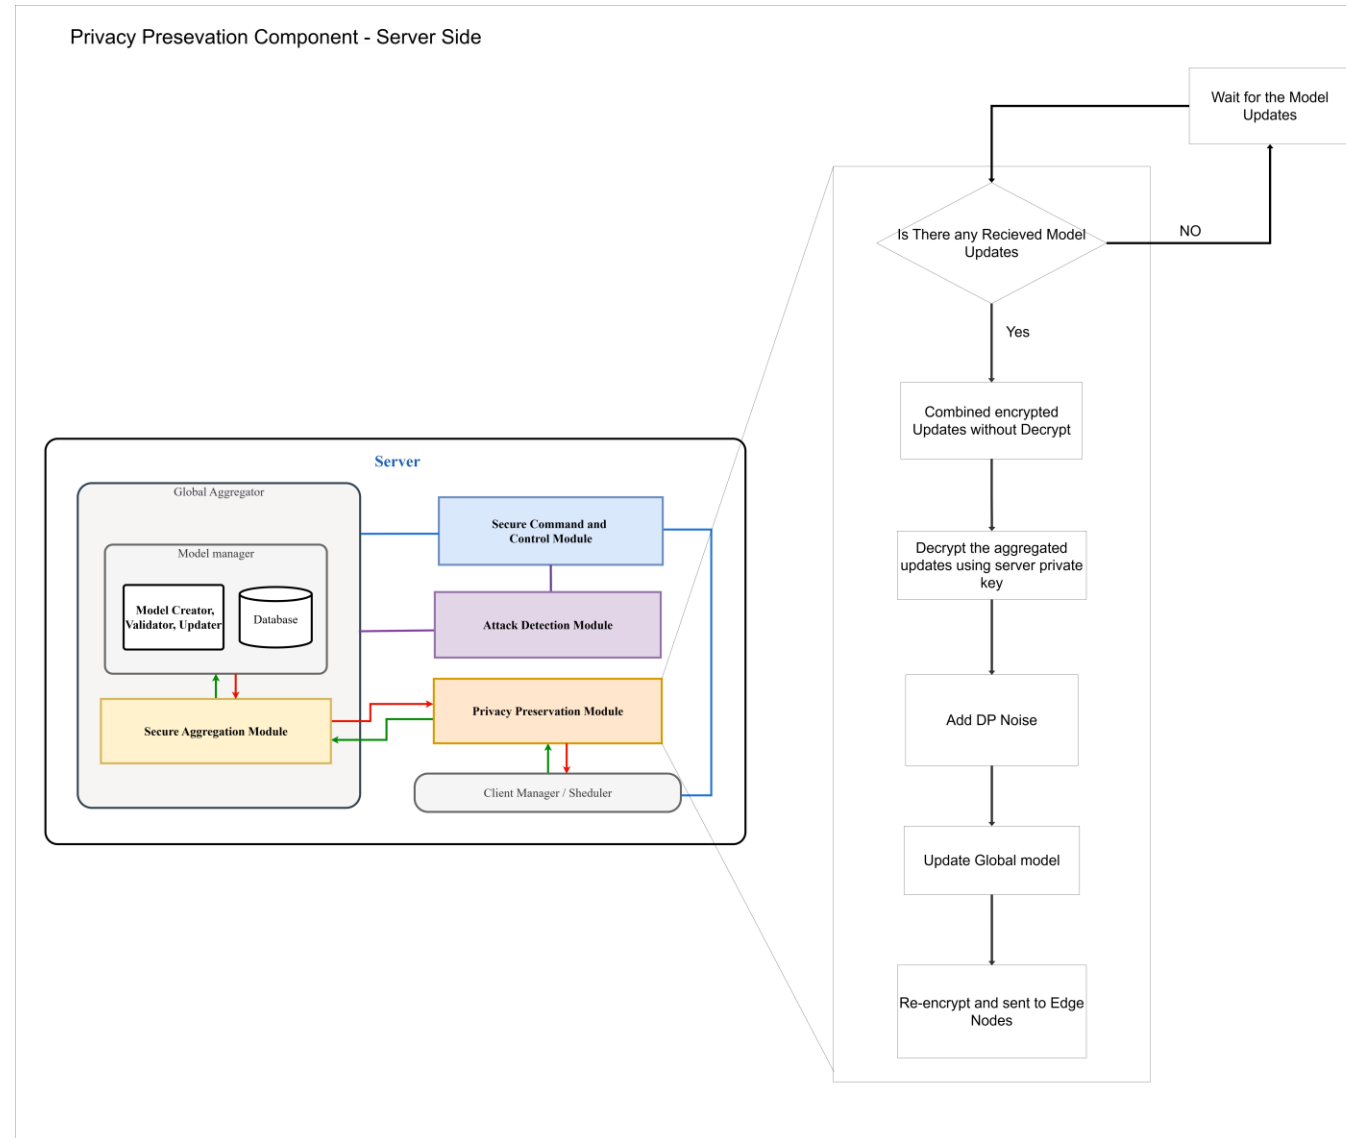 Privacy Presevation Component - Server Side
Wait for the Model
Updates
Is There any Recieved Model
Updates
NO
Yes
Combined encrypted
Updates without Decrypt
Decrypt the aggregated
updates using server private
key
Add DP Noise
Update Global model
Re-encrypt and sent to Edge
Nodes
Server
Global Aggregator
Model manager
Model Creator,
Validator, Updater
Database
Secure Aggregation Module
Secure Command and
Control Module
Attack Detection Module
Privacy Preservation Module
Client Manager / Sheduler